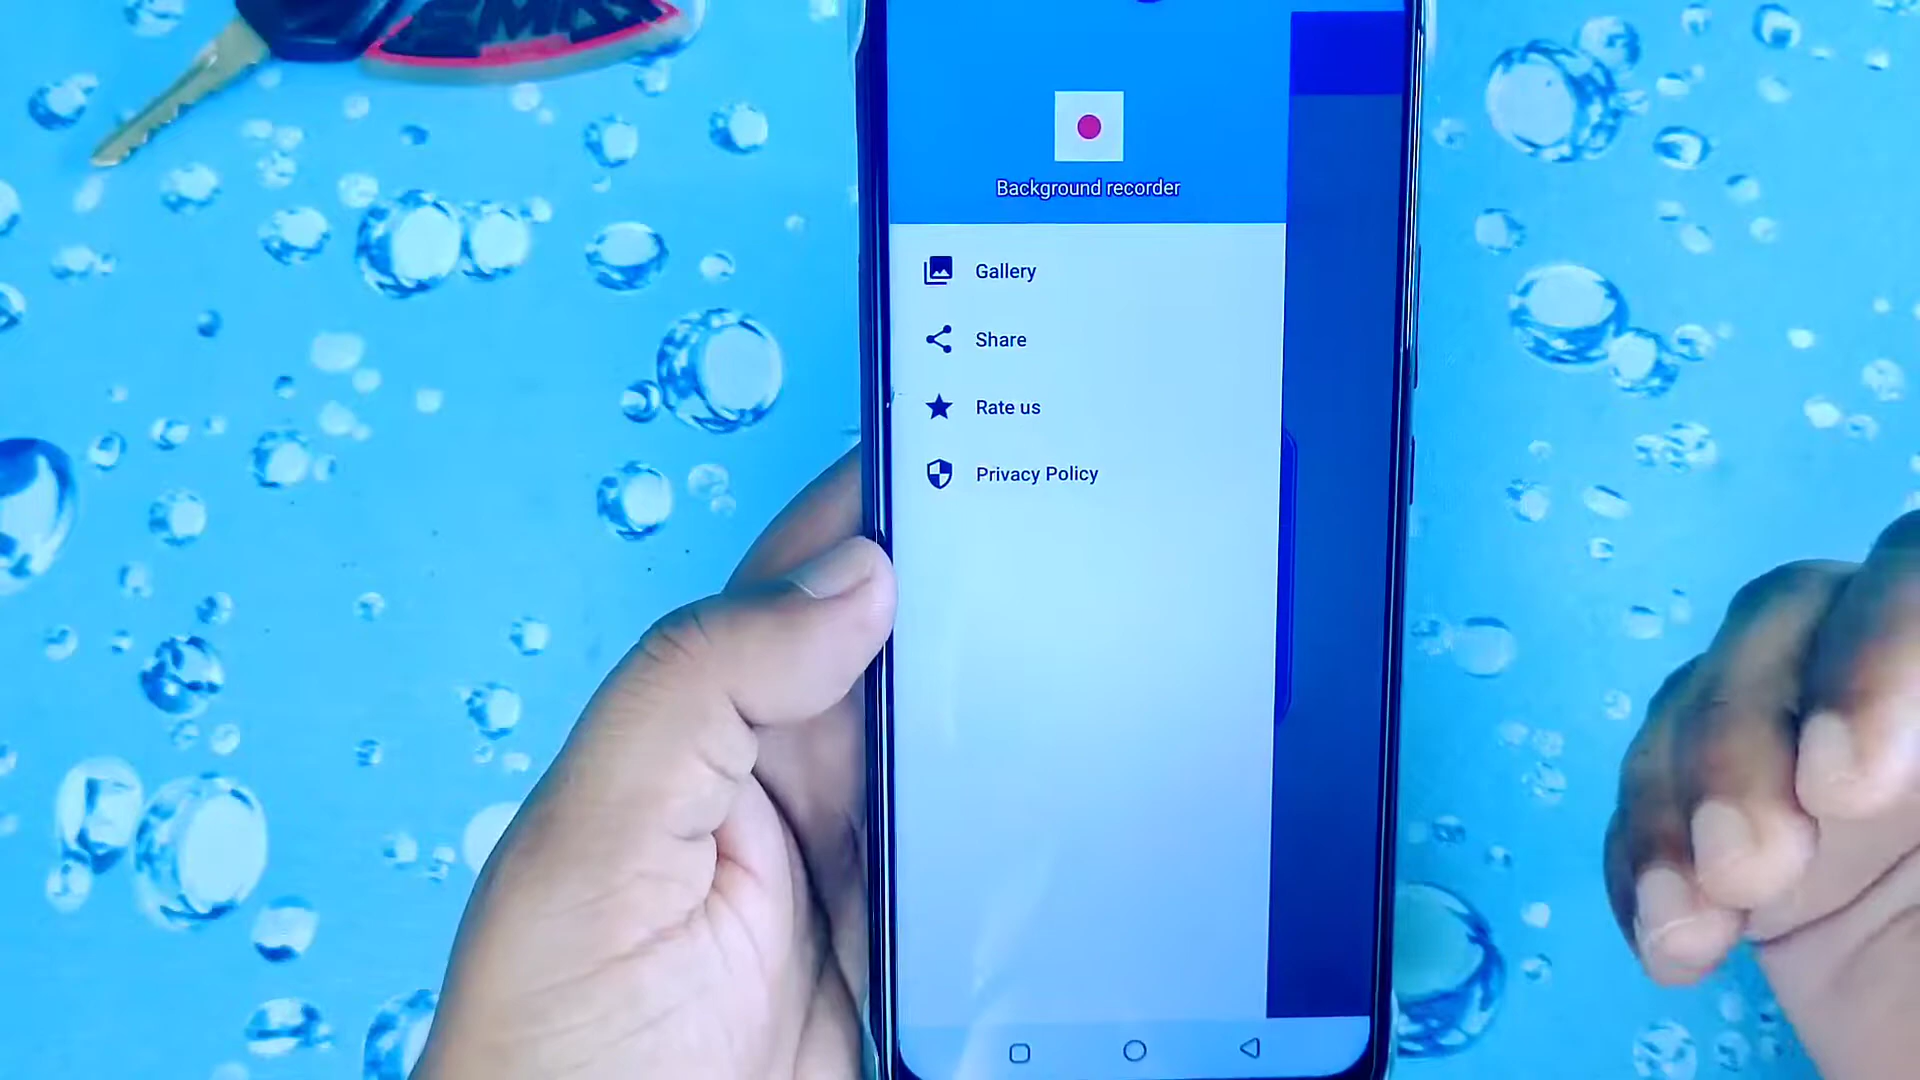 Background recorder
Gallery
Share
Rate us
Privacy Policy